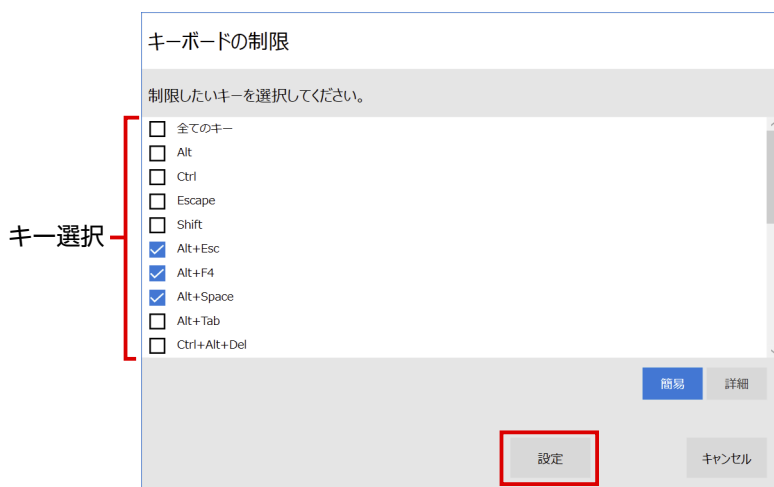 キーボードの制限
制限したいキーを選択してください。
全てのキー
Alt
Ctrl
Escape
Shift
キー選択
Alt+Esc
Alt+F4
Alt+Space
Alt+Tab
Ctrl+Alt+Del
簡易 詳細
設定 キャンセル